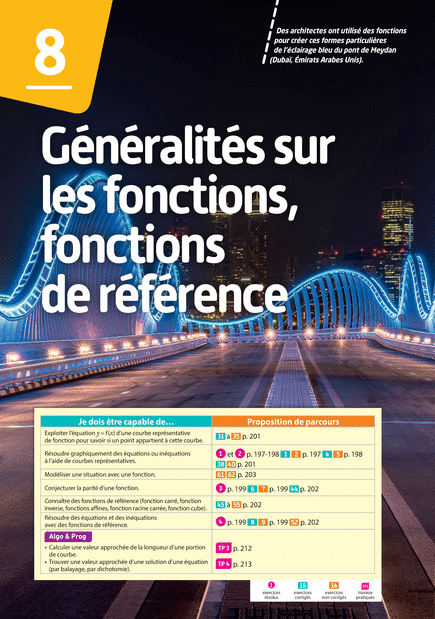 8
Des architectes ont utilisé des fonctions
pour créer ces formes particulières
de l'éclairage bleu du pont de Meydan
(Dubaï, Émirats Arabes Unis).
Généralités sur
les fonctions,
fonctions
de référence
Je dois être capable de… Proposition de parcours
Exploiter l'équation y = f(x) d'une courbe représentative
de fonction pour savoir si un point appartient à cette courbe.
31 à 35 p. 201
Résoudre graphiquement des équations ou inéquations
à l'aide de courbes représentatives.
1 et 2 p. 197-198 1 2 p. 197 4 5 p. 198
38 40 p. 201
Modéliser une situation avec une fonction.
61 62 p. 203
Conjecturer la parité d'une fonction.
3 p. 199 6 7 p. 199 44 p. 202
Connaître des fonctions de référence (fonction carré, fonction
inverse, fonctions affines, fonction racine carrée, fonction cube).
45 à 55 p. 202
Résoudre des équations et des inéquations
avec des fonctions de référence.
4 p. 199 8 9 p. 199 52 p. 202
Algo & Prog
• Calculer une valeur approchée de la longueur d'une portion
de courbe.
TP 3 p. 212
• Trouver une valeur approchée d'une solution d'une équation
(par balayage, par dichotomie).
TP 4 p. 213
exercices
résolus
exercices
corrigés
exercices
non corrigés
travaux
pratiques